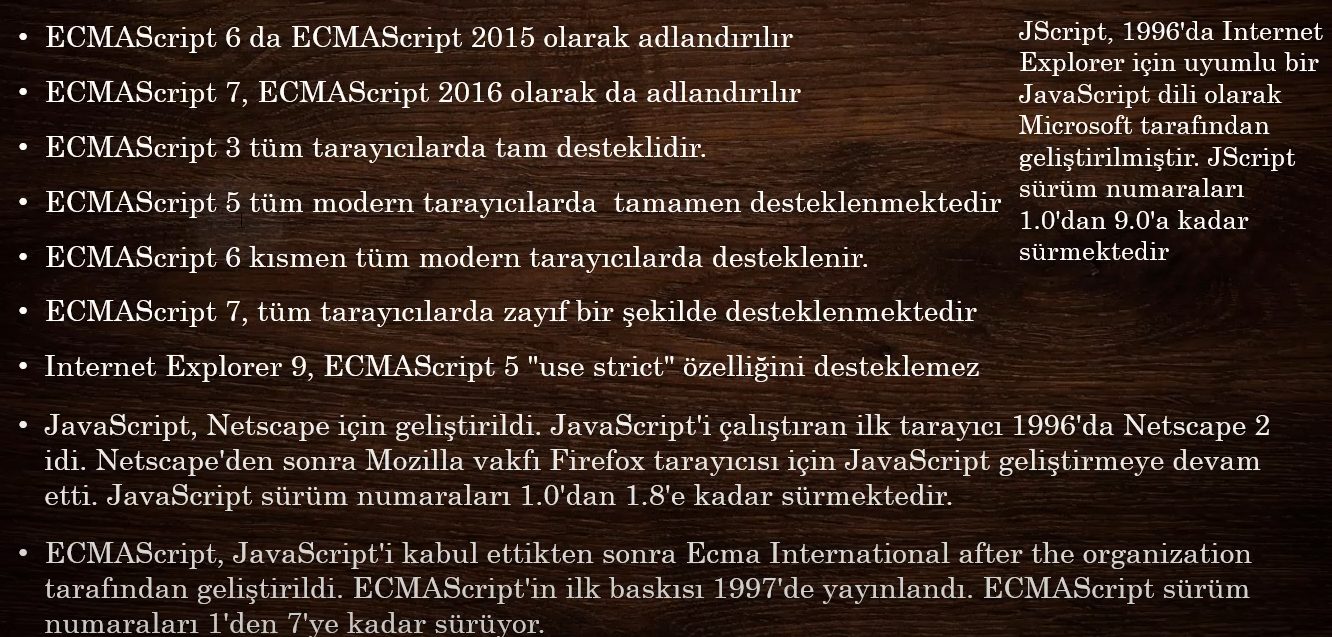 • ECMAScript 6 da ECMAScript 2015 olarak adlandırılır
• ECMAScript 7, ECMAScript 2016 olarak da adlandırılır
• ECMAScript 3 tüm tarayıcılarda tam desteklidir.
• ECMAScript 5 tüm modern tarayıcılarda  tamamen desteklenmektedir
• ECMAScript 6 kısmen tüm modern tarayıcılarda desteklenir.
• ECMAScript 7, tüm tarayıcılarda zayıf bir şekilde desteklenmektedir
• Internet Explorer 9, ECMAScript 5 "use strict" özelliğini desteklemez
• JavaScript, Netscape için geliştirildi. JavaScript'i çalıştıran ilk tarayıcı 1996'da Netscape 2
idi. Netscape'den sonra Mozilla vakfı Firefox tarayıcısı için JavaScript geliştirmeye devam
etti. JavaScript sürüm numaraları 1.0'dan 1.8'e kadar sürmektedir.
• ECMAScript, JavaScript'i kabul ettikten sonra Ecma International after the organization
tarafından geliştirildi. ECMAScript'in ilk baskısı 1997'de yayınlandı. ECMAScript sürüm
numaraları 1'den 7'ye kadar sürüyor.
JScript, 1996'da Internet
Explorer için uyumlu bir
JavaScript dili olarak
Microsoft tarafından
geliştirilmiştir. JScript
sürüm numaraları
1.0'dan 9.0'a kadar
sürmektedir